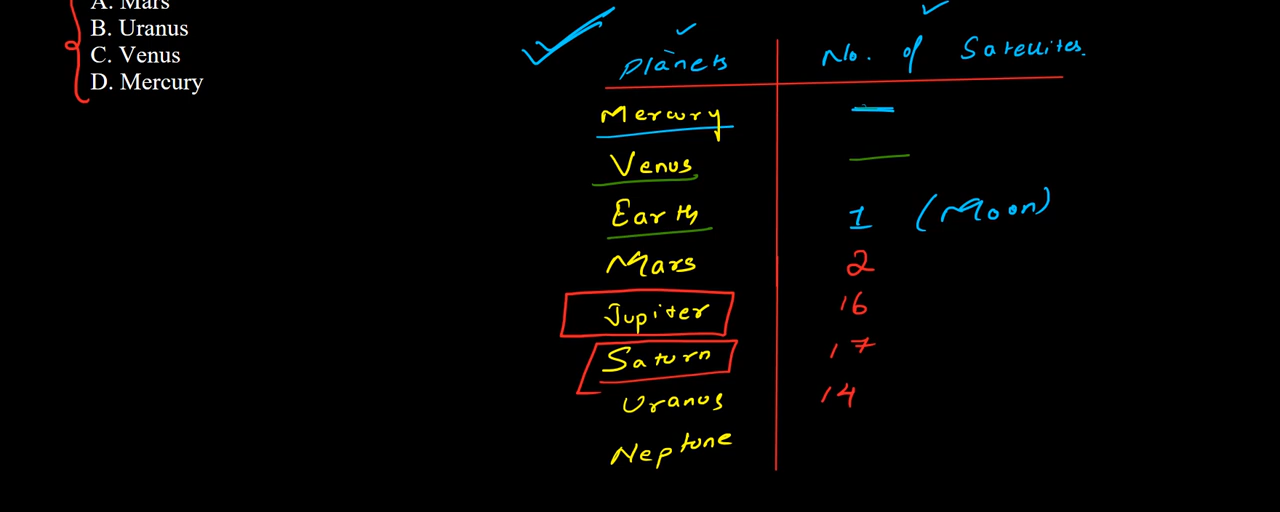 A. Mars
B. Uranus
C. Venus
D. Mercury
Planets No. of Satellites.
Mercury —
Venus —
Earth 1 (Moon)
Mars 2
Jupiter 16
Saturn 17
Uranus 14
Neptune